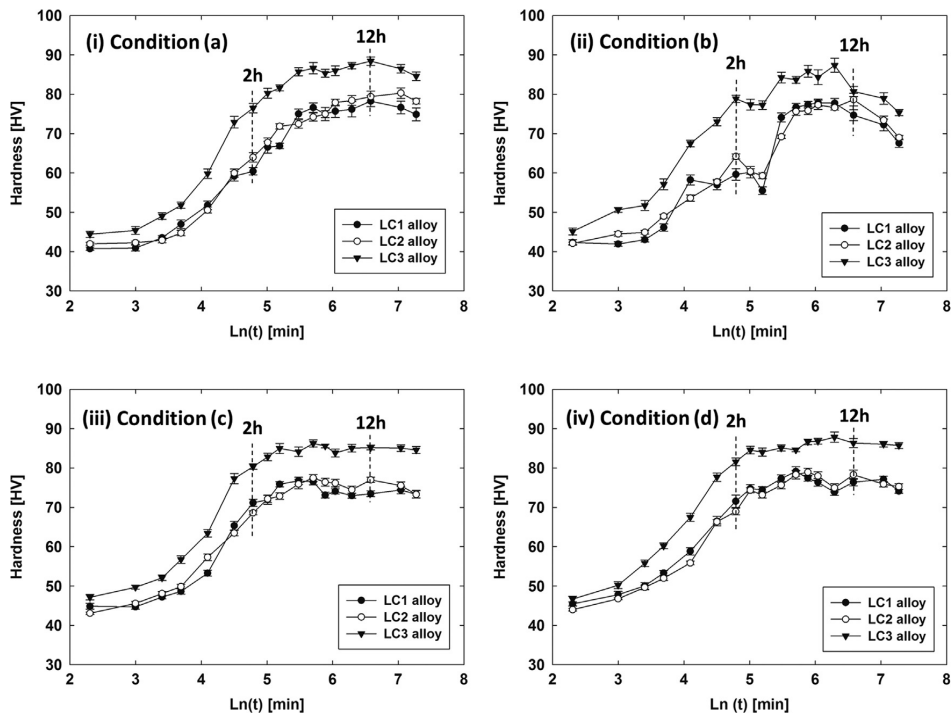 (i) Condition (a)
2h
12h
Hardness [HV]
100
90
80
70
60
50
40
30
LC1 alloy
LC2 alloy
LC3 alloy
2 3 4 5 6 7 8
Ln(t) [min]
(ii) Condition (b)
2h
12h
Hardness [HV]
100
90
80
70
60
50
40
30
LC1 alloy
LC2 alloy
LC3 alloy
2 3 4 5 6 7 8
Ln(t) [min]
(iii) Condition (c)
2h
12h
Hardness [HV]
100
90
80
70
60
50
40
30
LC1 alloy
LC2 alloy
LC3 alloy
2 3 4 5 6 7 8
Ln(t) [min]
(iv) Condition (d)
2h
12h
Hardness [HV]
100
90
80
70
60
50
40
30
LC1 alloy
LC2 alloy
LC3 alloy
2 3 4 5 6 7 8
Ln (t) [min]